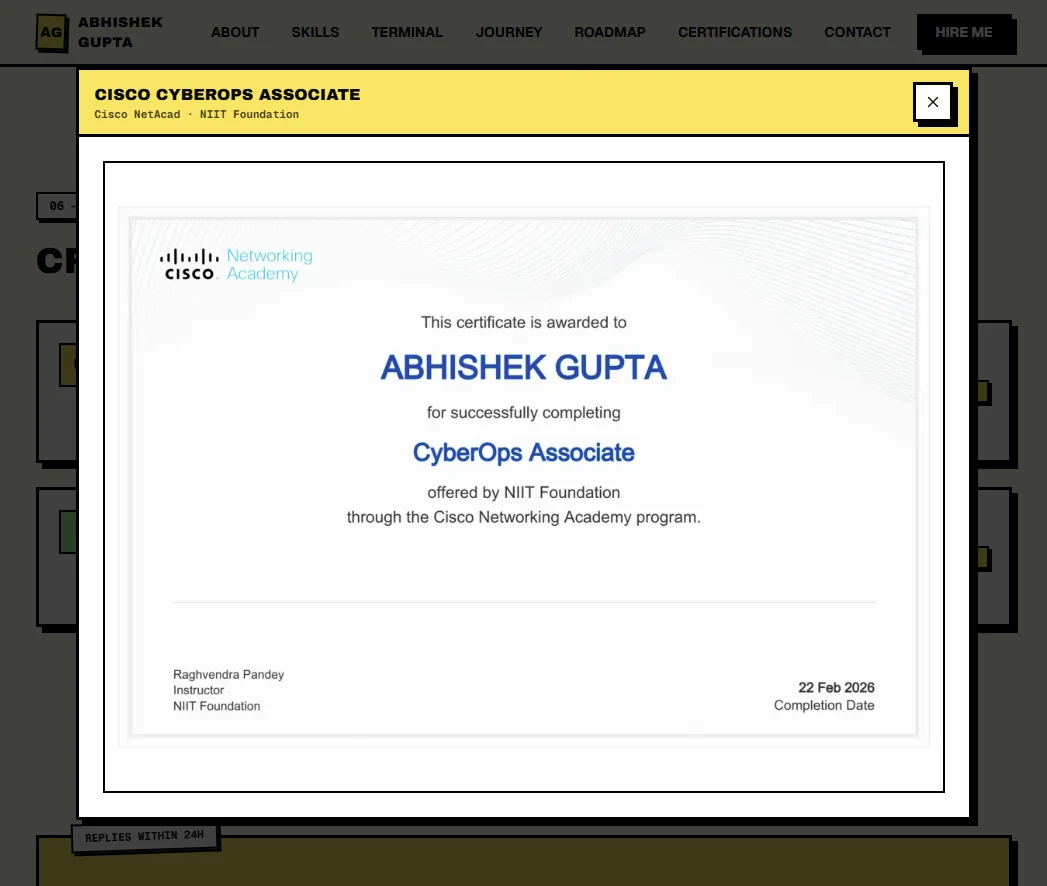 AG
ABHISHEK
GUPTA
ABOUT
SKILLS
TERMINAL
JOURNEY
ROADMAP
CERTIFICATIONS
CONTACT
HIRE ME
CISCO CYBEROPS ASSOCIATE
Cisco NetAcad · NIIT Foundation
×
06 -
CISCO
Networking
Academy
This certificate is awarded to
ABHISHEK GUPTA
for successfully completing
CyberOps Associate
offered by NIIT Foundation
through the Cisco Networking Academy program.
Raghvendra Pandey
Instructor
NIIT Foundation
22 Feb 2026
Completion Date
REPLIES WITHIN 24H